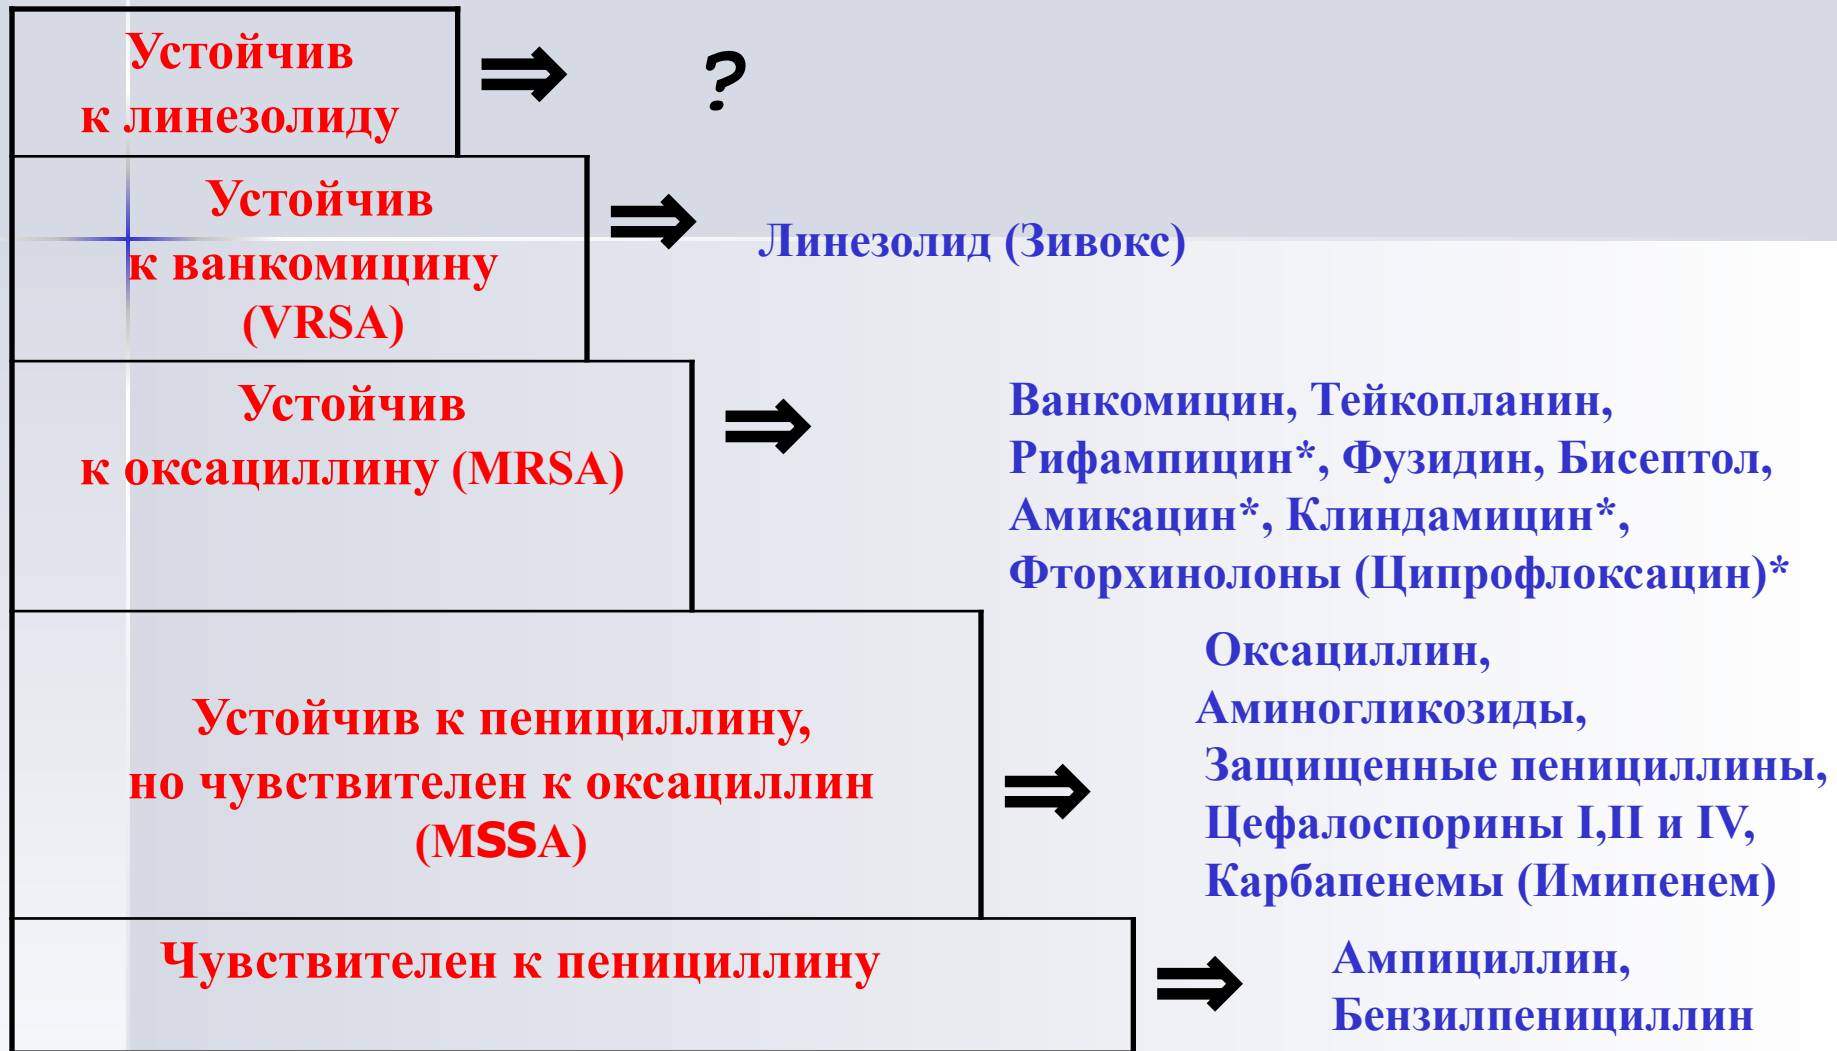 Устойчив
к линезолиду
⇒ ?
Устойчив
к ванкомицину
(VRSA)
⇒ Линезолид (Зивокс)
Устойчив
к оксациллину (MRSA)
⇒
Ванкомицин, Тейкопланин,
Рифампицин*, Фузидин, Бисептол,
Амикацин*, Клиндамицин*,
Фторхинолоны (Ципрофлоксацин)*
Устойчив к пенициллину,
но чувствителен к оксациллин
(MSSA)
⇒
Оксациллин,
Аминогликозиды,
Защищенные пенициллины,
Цефалоспорины I,II и IV,
Карбапенемы (Имипенем)
Чувствителен к пенициллину
⇒
Ампициллин,
Бензилпенициллин